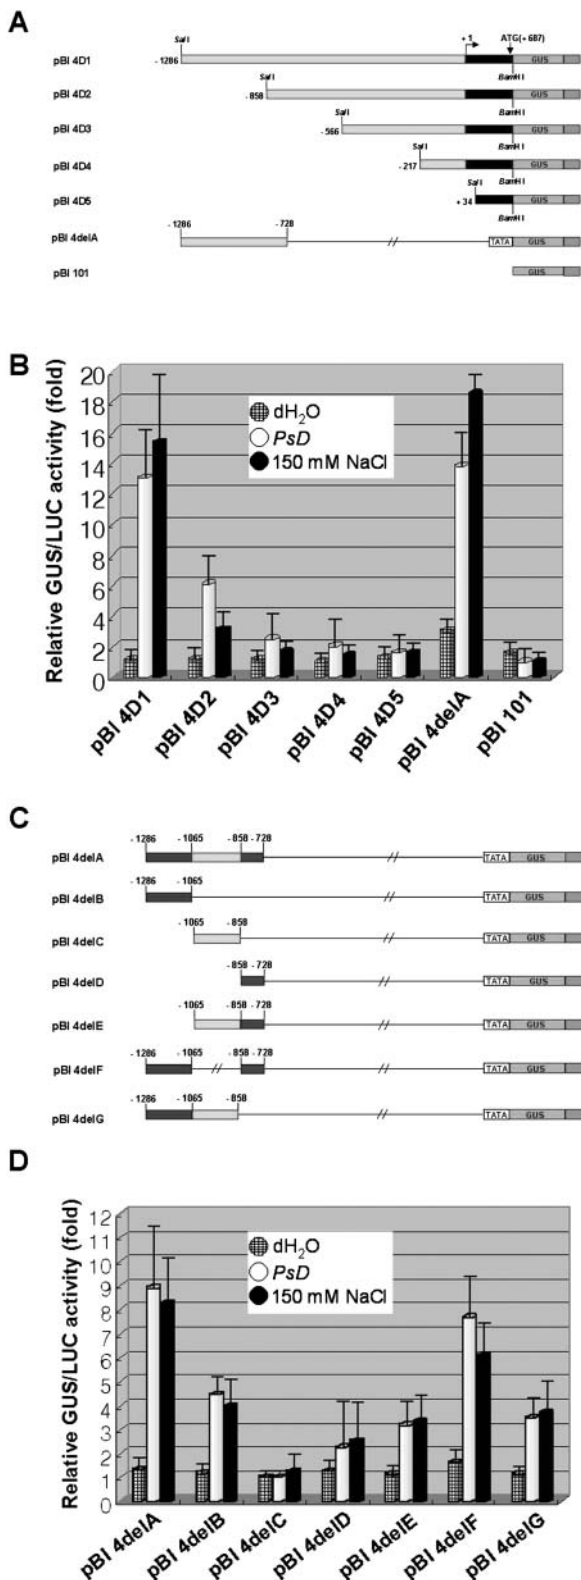 A
SalI +1 ATG(+687)
pBI 4D1 -1286 GUS
BamHI
SalI
pBI 4D2 -858 GUS
BamHI
SalI
pBI 4D3 -566 GUS
BamHI
SalI
pBI 4D4 -217 GUS
BamHI
SalI
pBI 4D5 +34 GUS
BamHI
-1286 -728
pBI 4delA // TATA GUS
pBI 101 GUS
B
Relative GUS/LUC activity (fold)
20
18
16
14
12
10
8
6
4
2
0
dH2O
PsD
150 mM NaCl
pBI 4D1 pBI 4D2 pBI 4D3 pBI 4D4 pBI 4D5 pBI 4delA pBI 101
C
-1286 -1065 -858 -728
pBI 4delA // TATA GUS
-1286 -1065
pBI 4delB // TATA GUS
-1065 -858
pBI 4delC // TATA GUS
-858 -728
pBI 4delD // TATA GUS
-1065 -858 -728
pBI 4delE // TATA GUS
-1286 -1065 -858 -728
pBI 4delF // // TATA GUS
-1286 -1065 -858
pBI 4delG // TATA GUS
D
Relative GUS/LUC activity (fold)
12
11
10
9
8
7
6
5
4
3
2
1
0
dH2O
PsD
150 mM NaCl
pBI 4delA pBI 4delB pBI 4delC pBI 4delD pBI 4delE pBI 4delF pBI 4delG